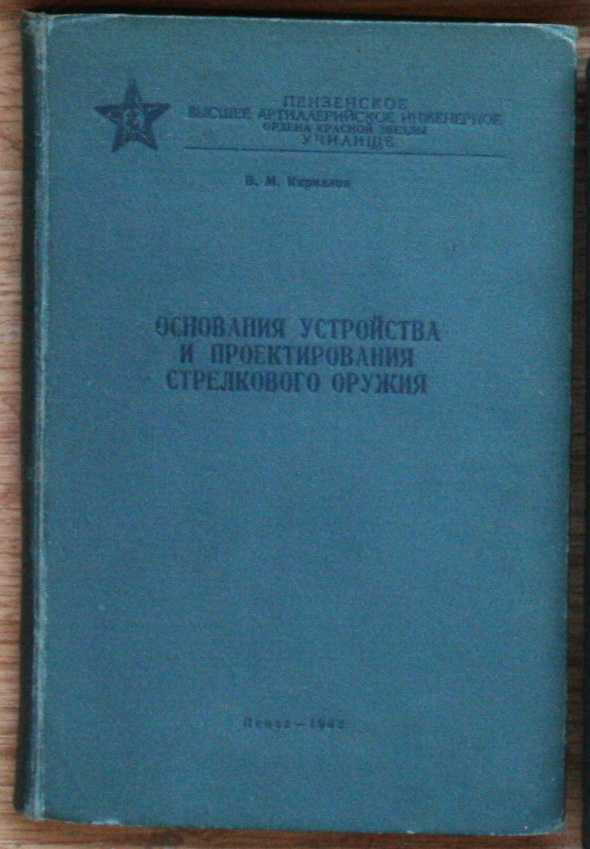 ПЕНЗЕНСКОЕ
ВЫСШЕЕ АРТИЛЛЕРИЙСКОЕ ИНЖЕНЕРНОЕ
ОРДЕНА КРАСНОЙ ЗВЕЗДЫ
УЧИЛИЩЕ
В. М. Кириллов
ОСНОВАНИЯ УСТРОЙСТВА
И ПРОЕКТИРОВАНИЯ
СТРЕЛКОВОГО ОРУЖИЯ
Пенза—